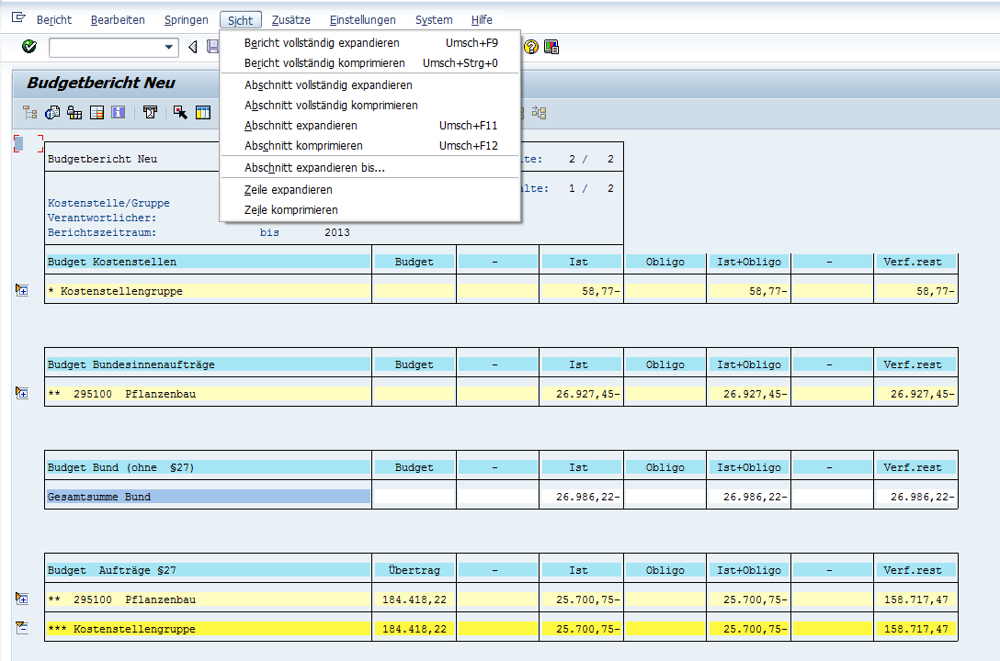 Bericht Bearbeiten Springen Sicht Zusätze Einstellungen System Hilfe
Bericht vollständig expandieren Umsch+F9
Bericht vollständig komprimieren Umsch+Strg+0
Abschnitt vollständig expandieren
Abschnitt vollständig komprimieren
Abschnitt expandieren Umsch+F11
Abschnitt komprimieren Umsch+F12
Abschnitt expandieren bis...
Zeile expandieren
Zeile komprimieren
Budgetbericht Neu
Budgetbericht Neu lte: 2 / 2
alte: 1 / 2
Kostenstelle/Gruppe
Verantwortlicher:
Berichtszeitraum: bis 2013
Budget Kostenstellen Budget - Ist Obligo Ist+Obligo - Verf.rest
* Kostenstellengruppe 58,77- 58,77- 58,77-
Budget Bundesinnenaufträge Budget - Ist Obligo Ist+Obligo - Verf.rest
** 295100 Pflanzenbau 26.927,45- 26.927,45- 26.927,45-
Budget Bund (ohne §27) Budget - Ist Obligo Ist+Obligo - Verf.rest
Gesamtsumme Bund 26.986,22- 26.986,22- 26.986,22-
Budget Aufträge §27 Übertrag - Ist Obligo Ist+Obligo - Verf.rest
** 295100 Pflanzenbau 184.418,22 25.700,75- 25.700,75- 158.717,47
*** Kostenstellengruppe 184.418,22 25.700,75- 25.700,75- 158.717,47